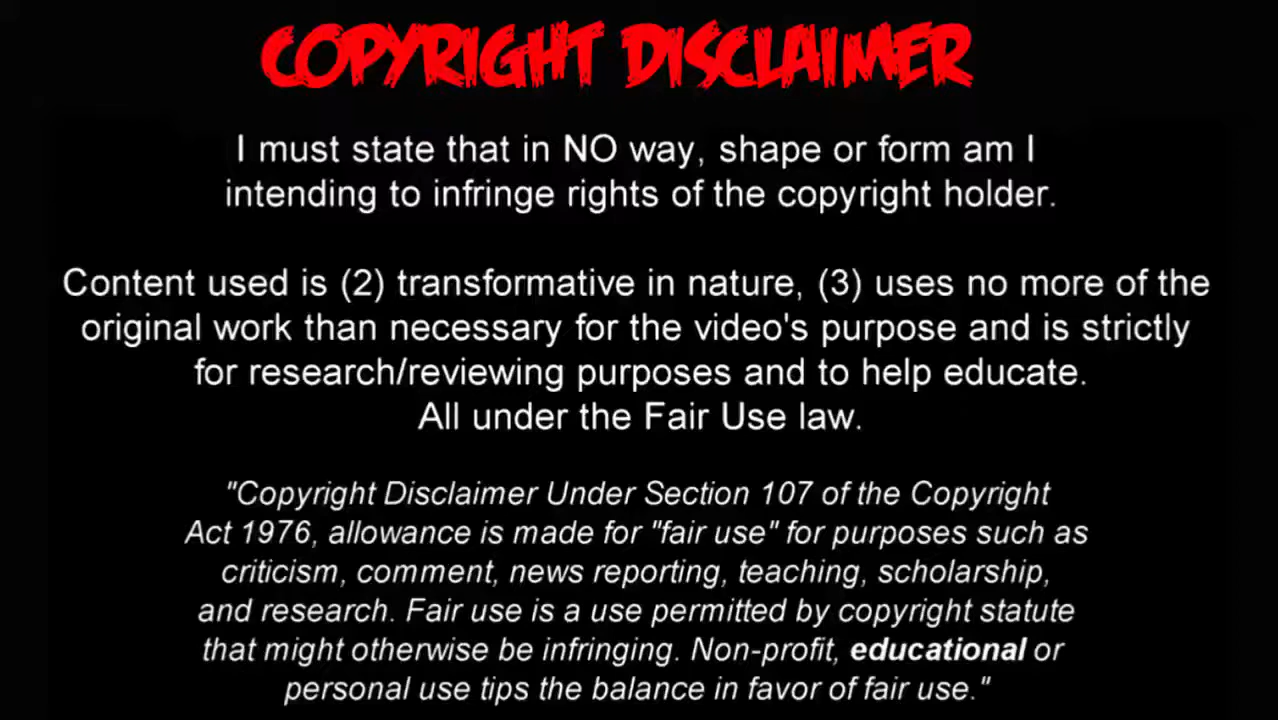 COPYRIGHT DISCLAIMER
I must state that in NO way, shape or form am I
intending to infringe rights of the copyright holder.
Content used is (2) transformative in nature, (3) uses no more of the
original work than necessary for the video's purpose and is strictly
for research/reviewing purposes and to help educate.
All under the Fair Use law.
"Copyright Disclaimer Under Section 107 of the Copyright
Act 1976, allowance is made for "fair use" for purposes such as
criticism, comment, news reporting, teaching, scholarship,
and research. Fair use is a use permitted by copyright statute
that might otherwise be infringing. Non-profit, educational or
personal use tips the balance in favor of fair use."